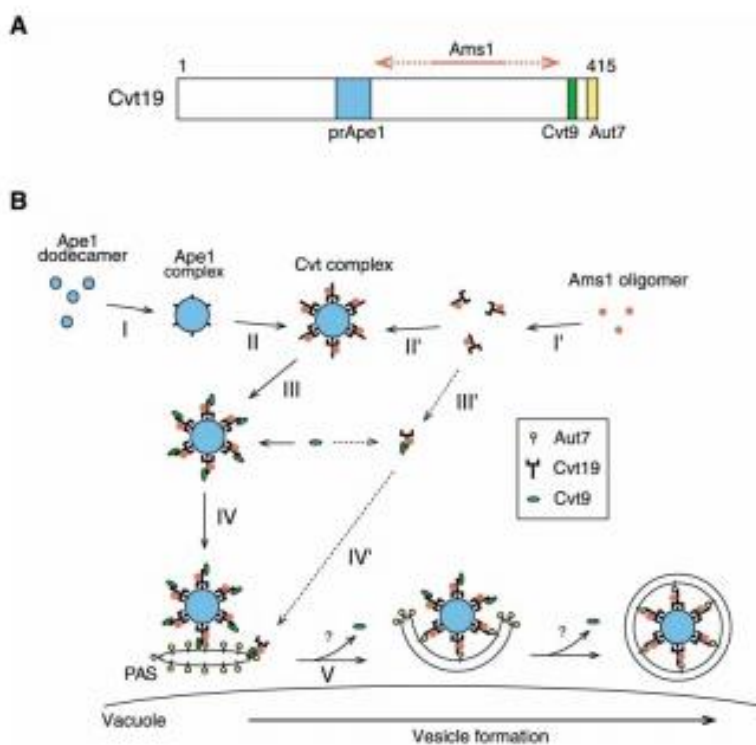 A
Ams1
1
415
Cvt19
prApe1
Cvt9
Aut7
B
Ape1
dodecamer
Ape1
complex
Cvt complex
Ams1 oligomer
I
II
II'
I'
III
III'
Aut7
Cvt19
Cvt9
IV
IV'
?
?
PAS
V
Vacuole
Vesicle formation